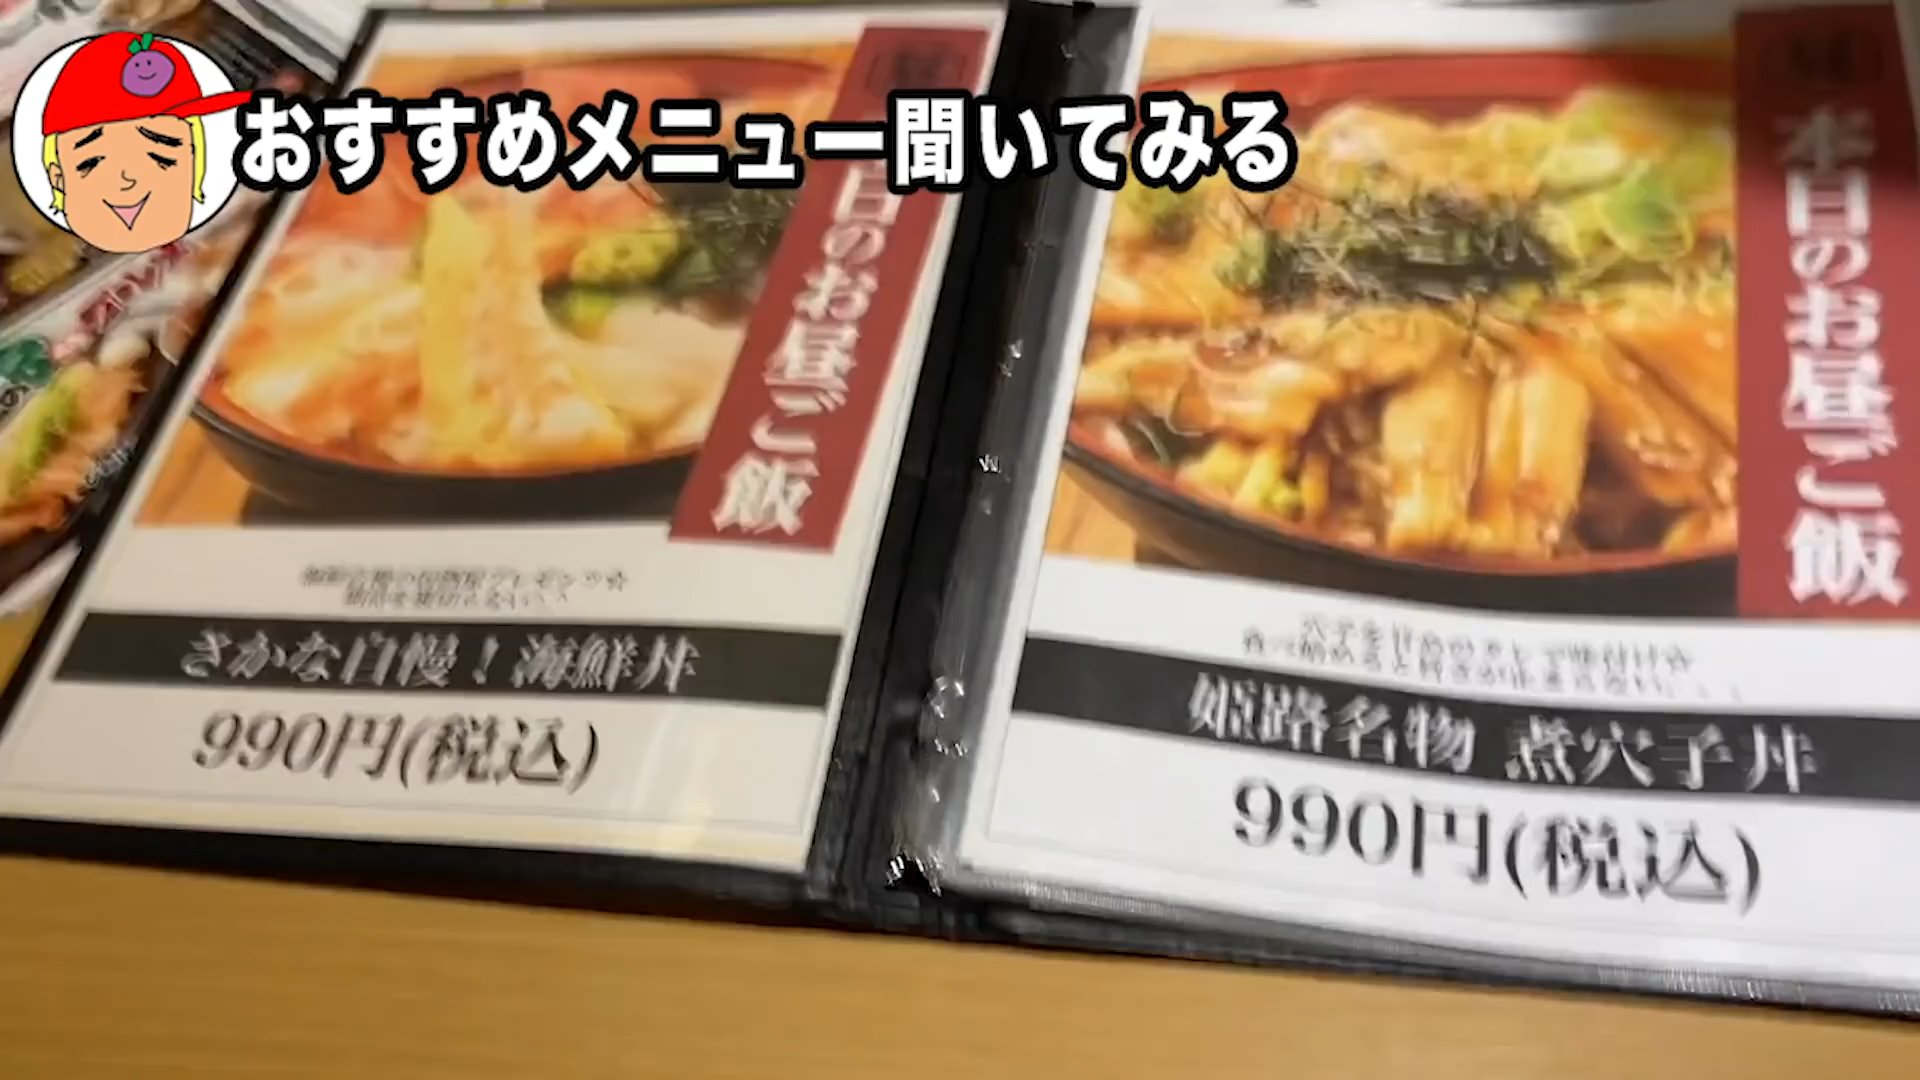 おすすめメニュー聞いてみる
日のお昼ご飯
さかな自慢！海鮮丼
990円(税込)
本日のお昼ご飯
姫路名物 煮穴子丼
990円(税込)